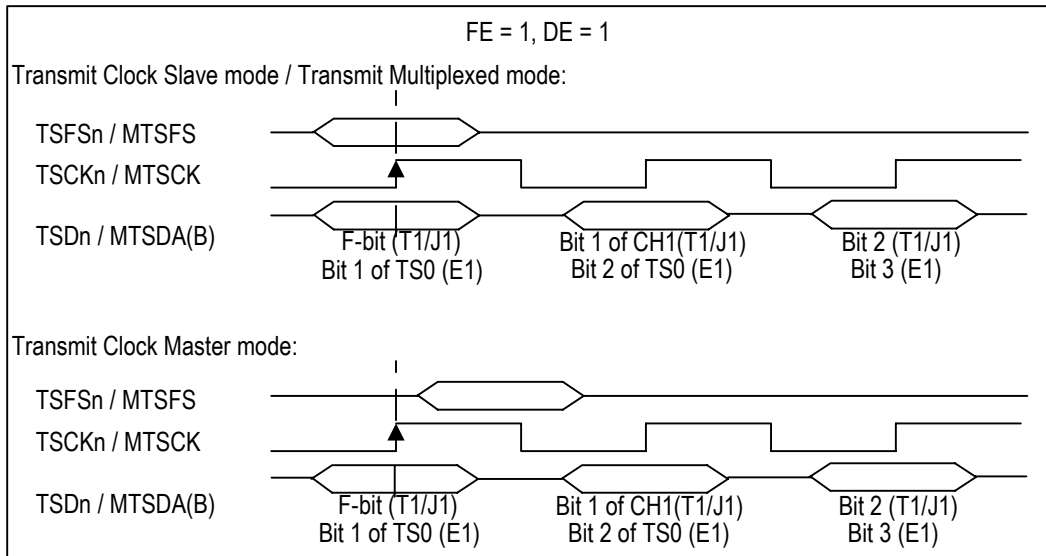 FE = 1, DE = 1
Transmit Clock Slave mode / Transmit Multiplexed mode:
TSFSn / MTSFS
TSCKn / MTSCK
TSDn / MTSDA(B)
F-bit (T1/J1)
Bit 1 of TS0 (E1)
Bit 1 of CH1(T1/J1)
Bit 2 of TS0 (E1)
Bit 2 (T1/J1)
Bit 3 (E1)
Transmit Clock Master mode:
TSFSn / MTSFS
TSCKn / MTSCK
TSDn / MTSDA(B)
F-bit (T1/J1)
Bit 1 of TS0 (E1)
Bit 1 of CH1(T1/J1)
Bit 2 of TS0 (E1)
Bit 2 (T1/J1)
Bit 3 (E1)